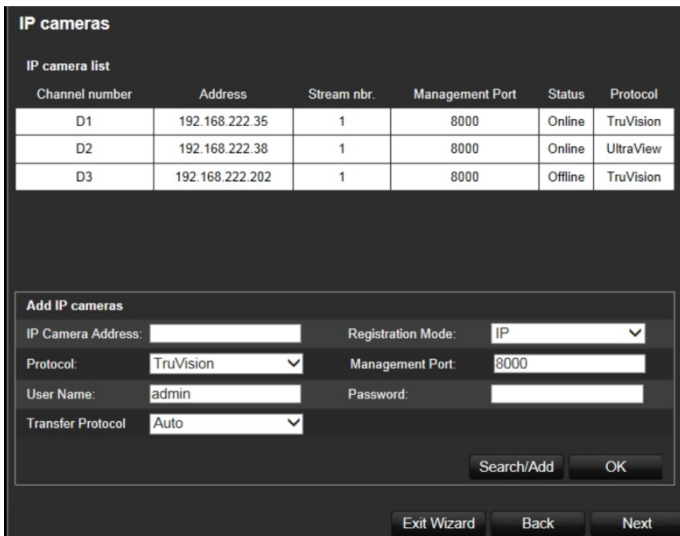 IP cameras
IP camera list
Channel number Address Stream nbr. Management Port Status Protocol
D1 192.168.222.35 1 8000 Online TruVision
D2 192.168.222.38 1 8000 Online UltraView
D3 192.168.222.202 1 8000 Offline TruVision
Add IP cameras
IP Camera Address: Registration Mode: IP
Protocol: TruVision Management Port: 8000
User Name: admin Password:
Transfer Protocol Auto
Search/Add OK
Exit Wizard Back Next